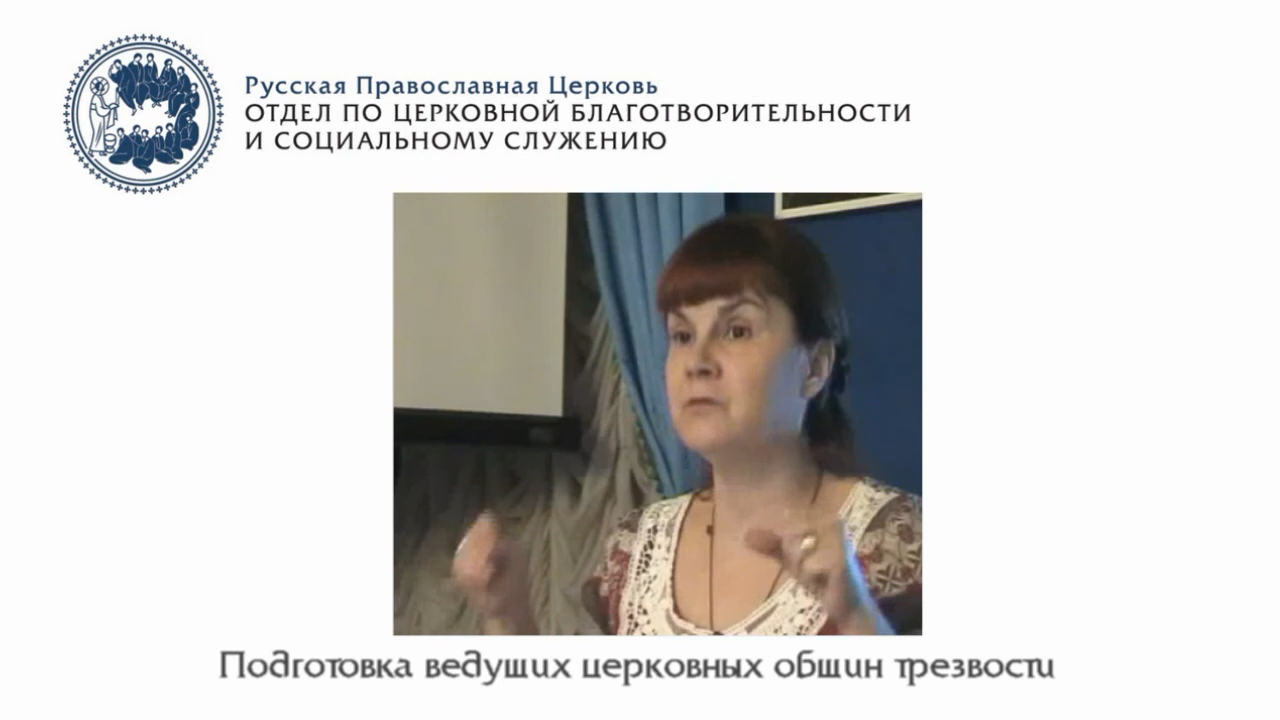 Русская Православная Церковь
ОТДЕЛ ПО ЦЕРКОВНОЙ БЛАГОТВОРИТЕЛЬНОСТИ
И СОЦИАЛЬНОМУ СЛУЖЕНИЮ
Подготовка ведущих церковных общин трезвости